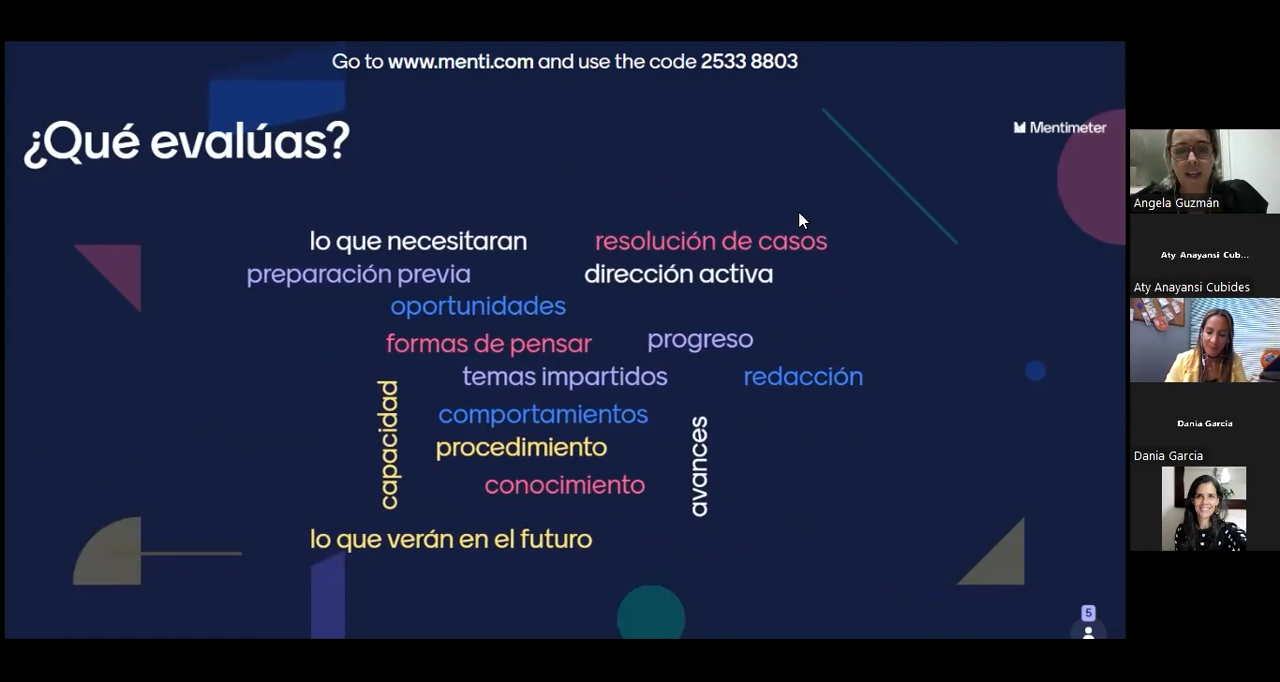 Go to www.menti.com and use the code 2533 8803
¿Qué evalúas?
Mentimeter
lo que necesitaran
resolución de casos
preparación previa
dirección activa
oportunidades
formas de pensar
progreso
temas impartidos
redacción
capacidad
comportamientos
avances
procedimiento
conocimiento
lo que verán en el futuro
5
Angela Guzmán
Aty Anayansi Cub...
Aty Anayansi Cubides
Dania Garcia
Dania Garcia